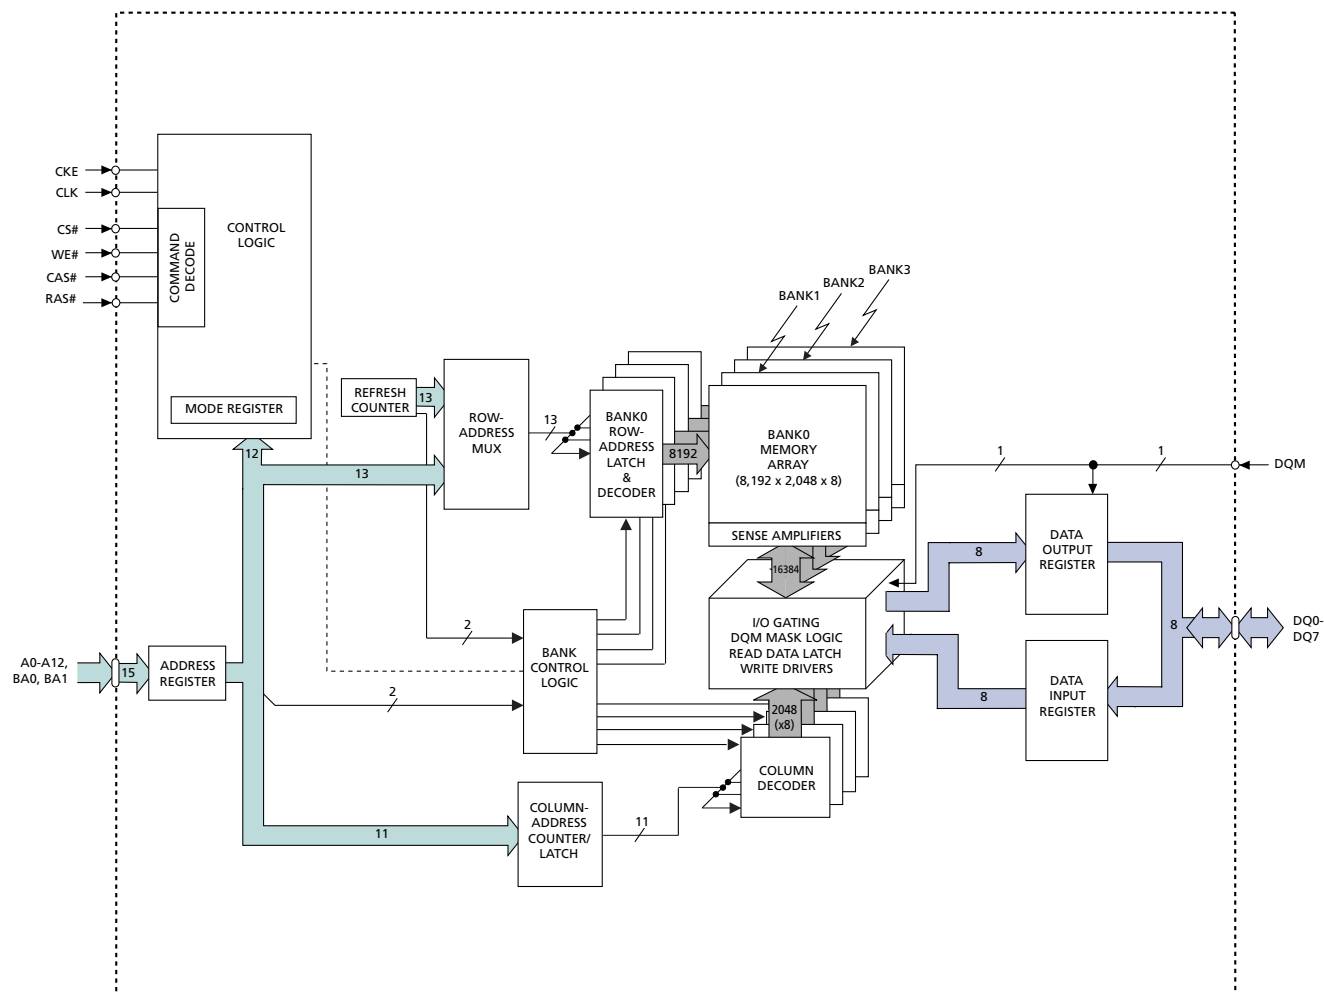 CKE
CLK
CS#
WE#
CAS#
RAS#
COMMAND
DECODE
CONTROL
LOGIC
MODE REGISTER
12
REFRESH
COUNTER
13
13
ROW-
ADDRESS
MUX
13
BANK0
ROW-
ADDRESS
LATCH
&
DECODER
8192
BANK1
BANK2
BANK3
BANK0
MEMORY
ARRAY
(8,192 x 2,048 x 8)
SENSE AMPLIFIERS
16384
I/O GATING
DQM MASK LOGIC
READ DATA LATCH
WRITE DRIVERS
2048
(x8)
COLUMN
DECODER
2
BANK
CONTROL
LOGIC
2
A0-A12,
BA0, BA1
15
ADDRESS
REGISTER
11
COLUMN-
ADDRESS
COUNTER/
LATCH
11
1
1
DQM
8
DATA
OUTPUT
REGISTER
8
DQ0-
DQ7
8
DATA
INPUT
REGISTER